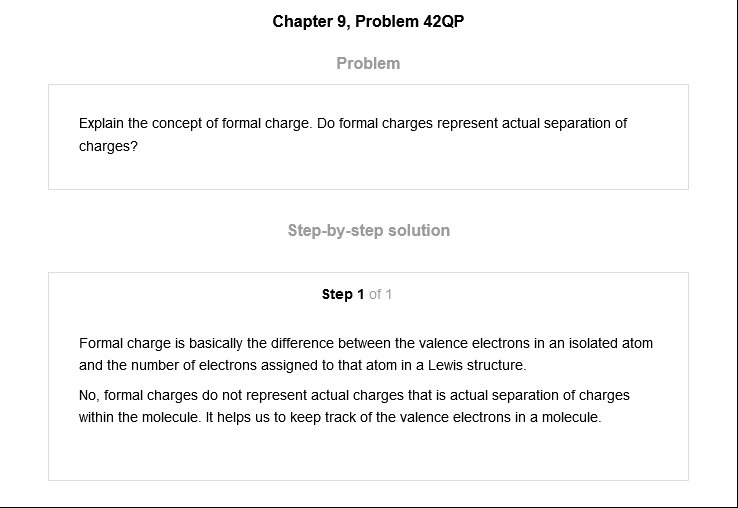 Chapter 9, Problem 42QP
Problem
Explain the concept of formal charge. Do formal charges represent actual separation of
charges?
Step-by-step solution
Step 1 of 1
Formal charge is basically the difference between the valence electrons in an isolated atom
and the number of electrons assigned to that atom in a Lewis structure.
No, formal charges do not represent actual charges that is actual separation of charges
within the molecule. It helps us to keep track of the valence electrons in a molecule.